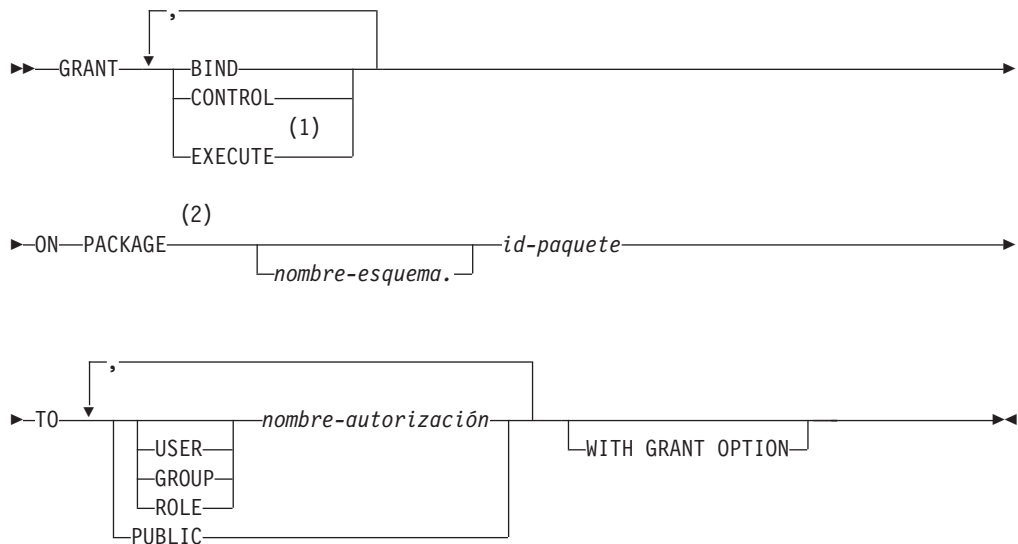 ,
GRANT BIND
CONTROL
(1)
EXECUTE
(2)
ON PACKAGE id-paquete
nombre-esquema.
,
TO nombre-autorización
USER WITH GRANT OPTION
GROUP
ROLE
PUBLIC